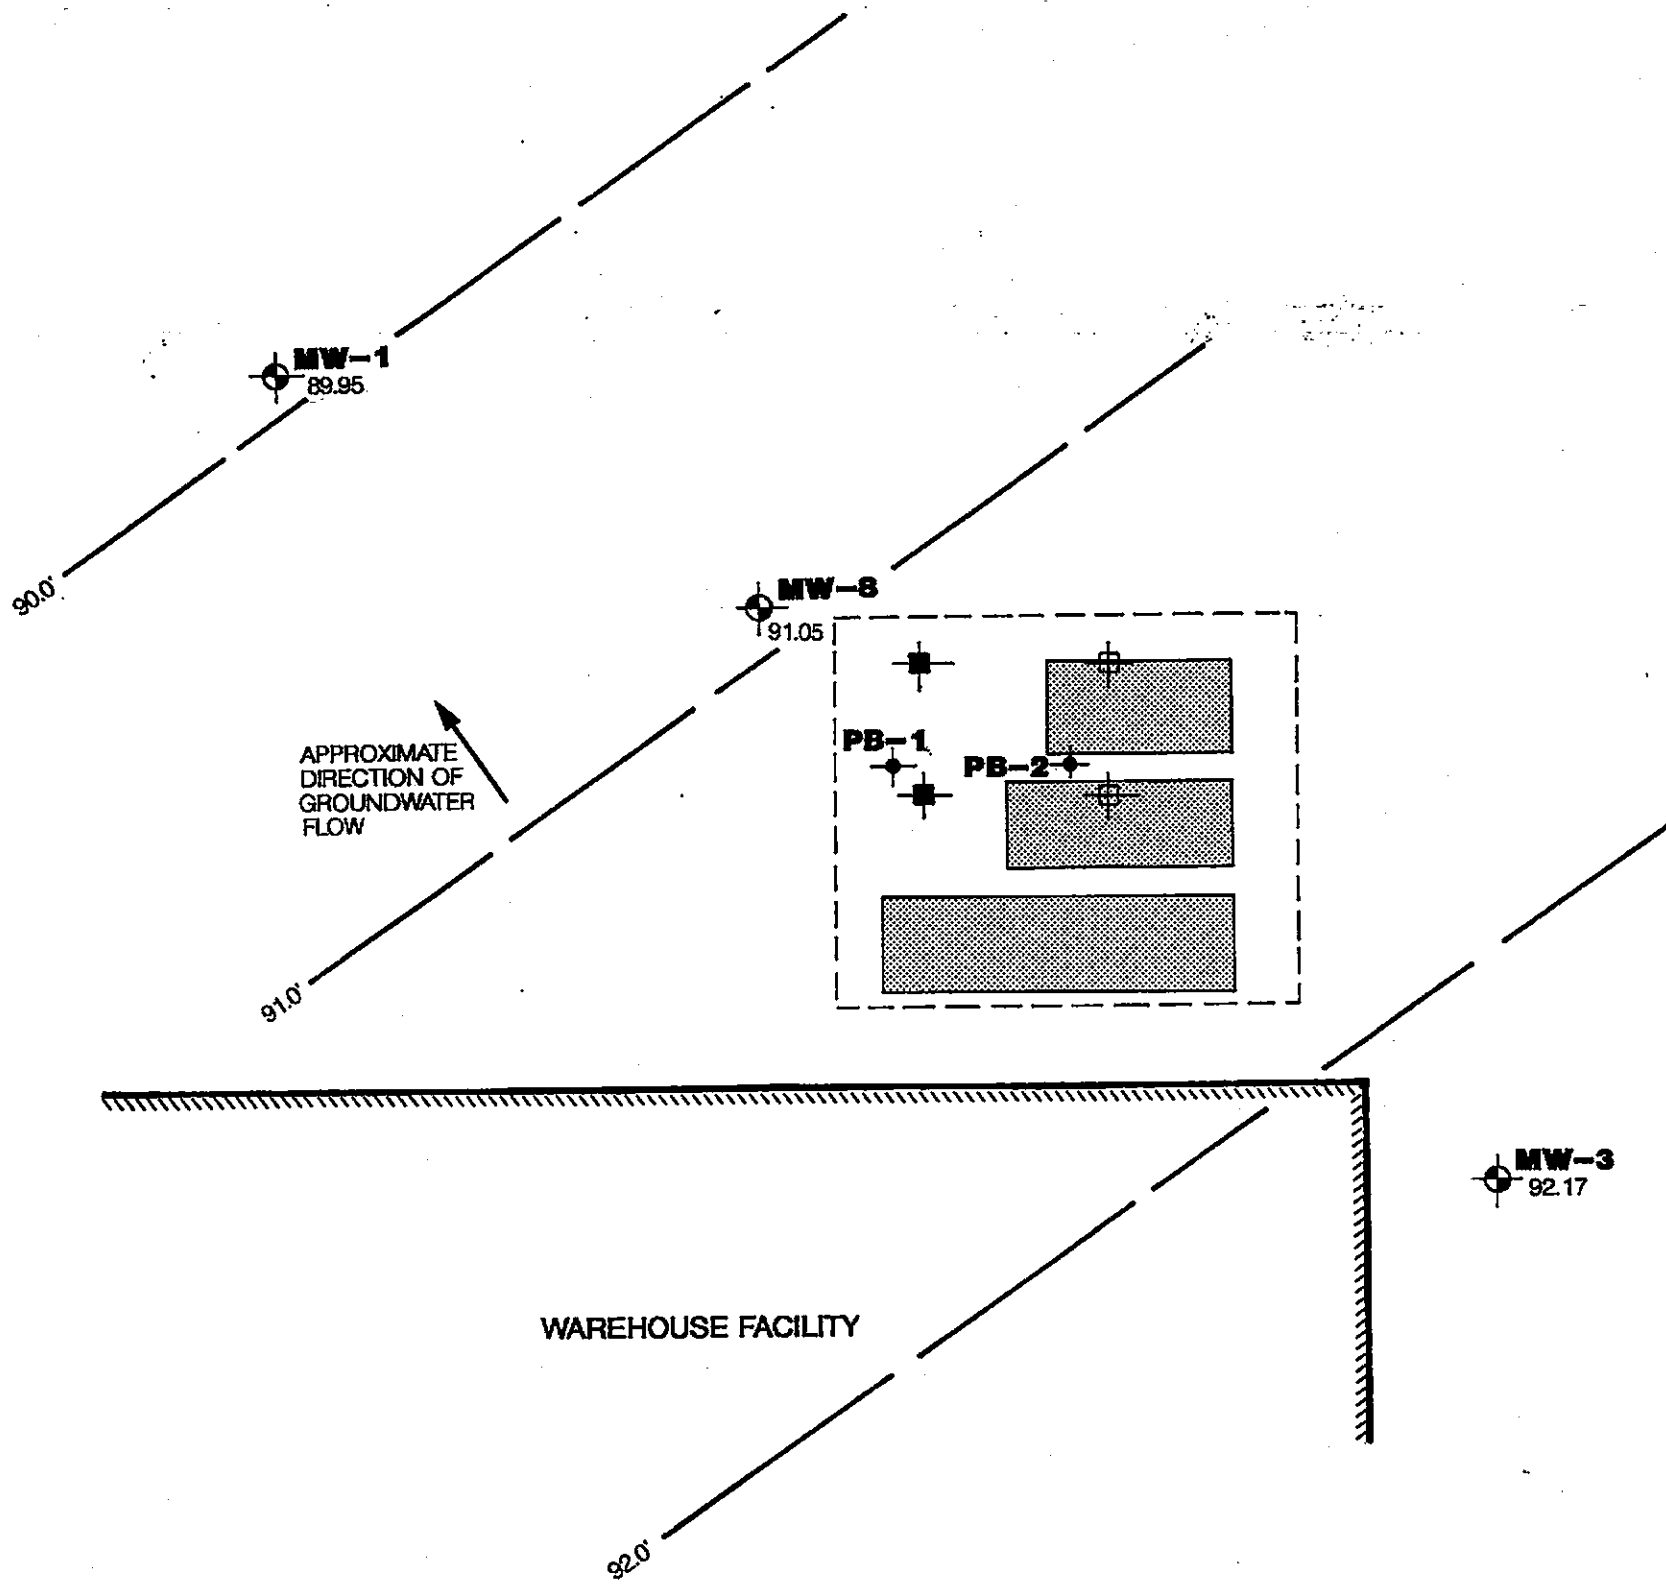 MW-1
89.95
90.0'
MW-8
91.05
APPROXIMATE
DIRECTION OF
GROUNDWATER
FLOW
PB-1
PB-2
91.0'
MW-3
92.17
WAREHOUSE FACILITY
92.0'